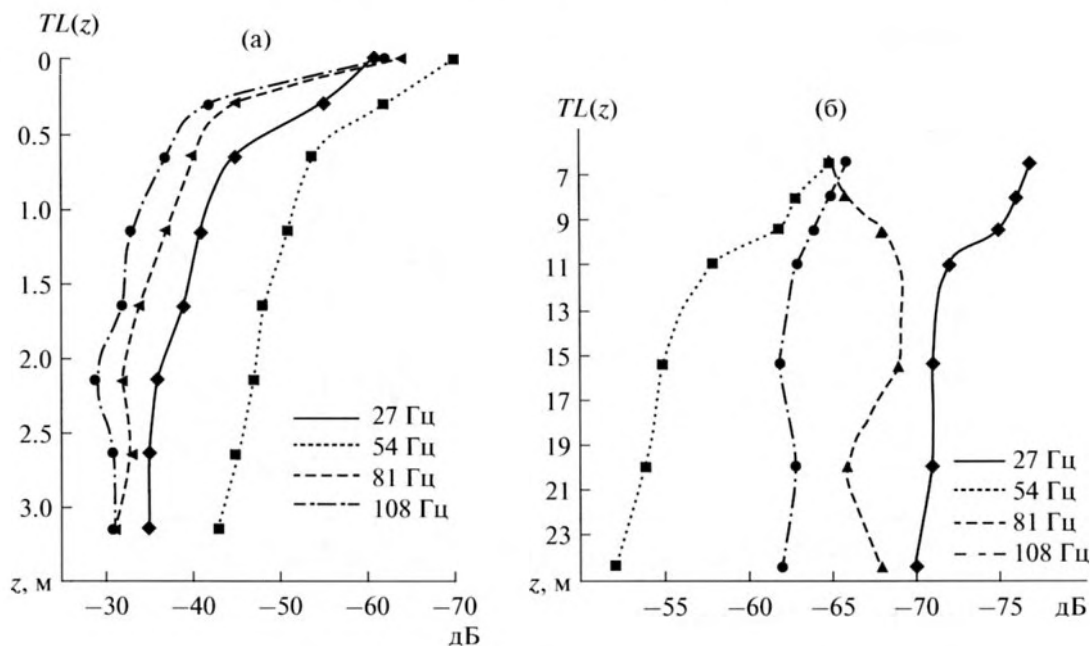 TL(z)
(а)
0
0.5
1.0
1.5
2.0
2.5
3.0
z, м
27 Гц
54 Гц
81 Гц
108 Гц
−30 −40 −50 −60 −70
дБ
TL(z)
(б)
7
9
11
13
15
17
19
21
23
z, м
27 Гц
54 Гц
81 Гц
108 Гц
−55 −60 −65 −70 −75
дБ